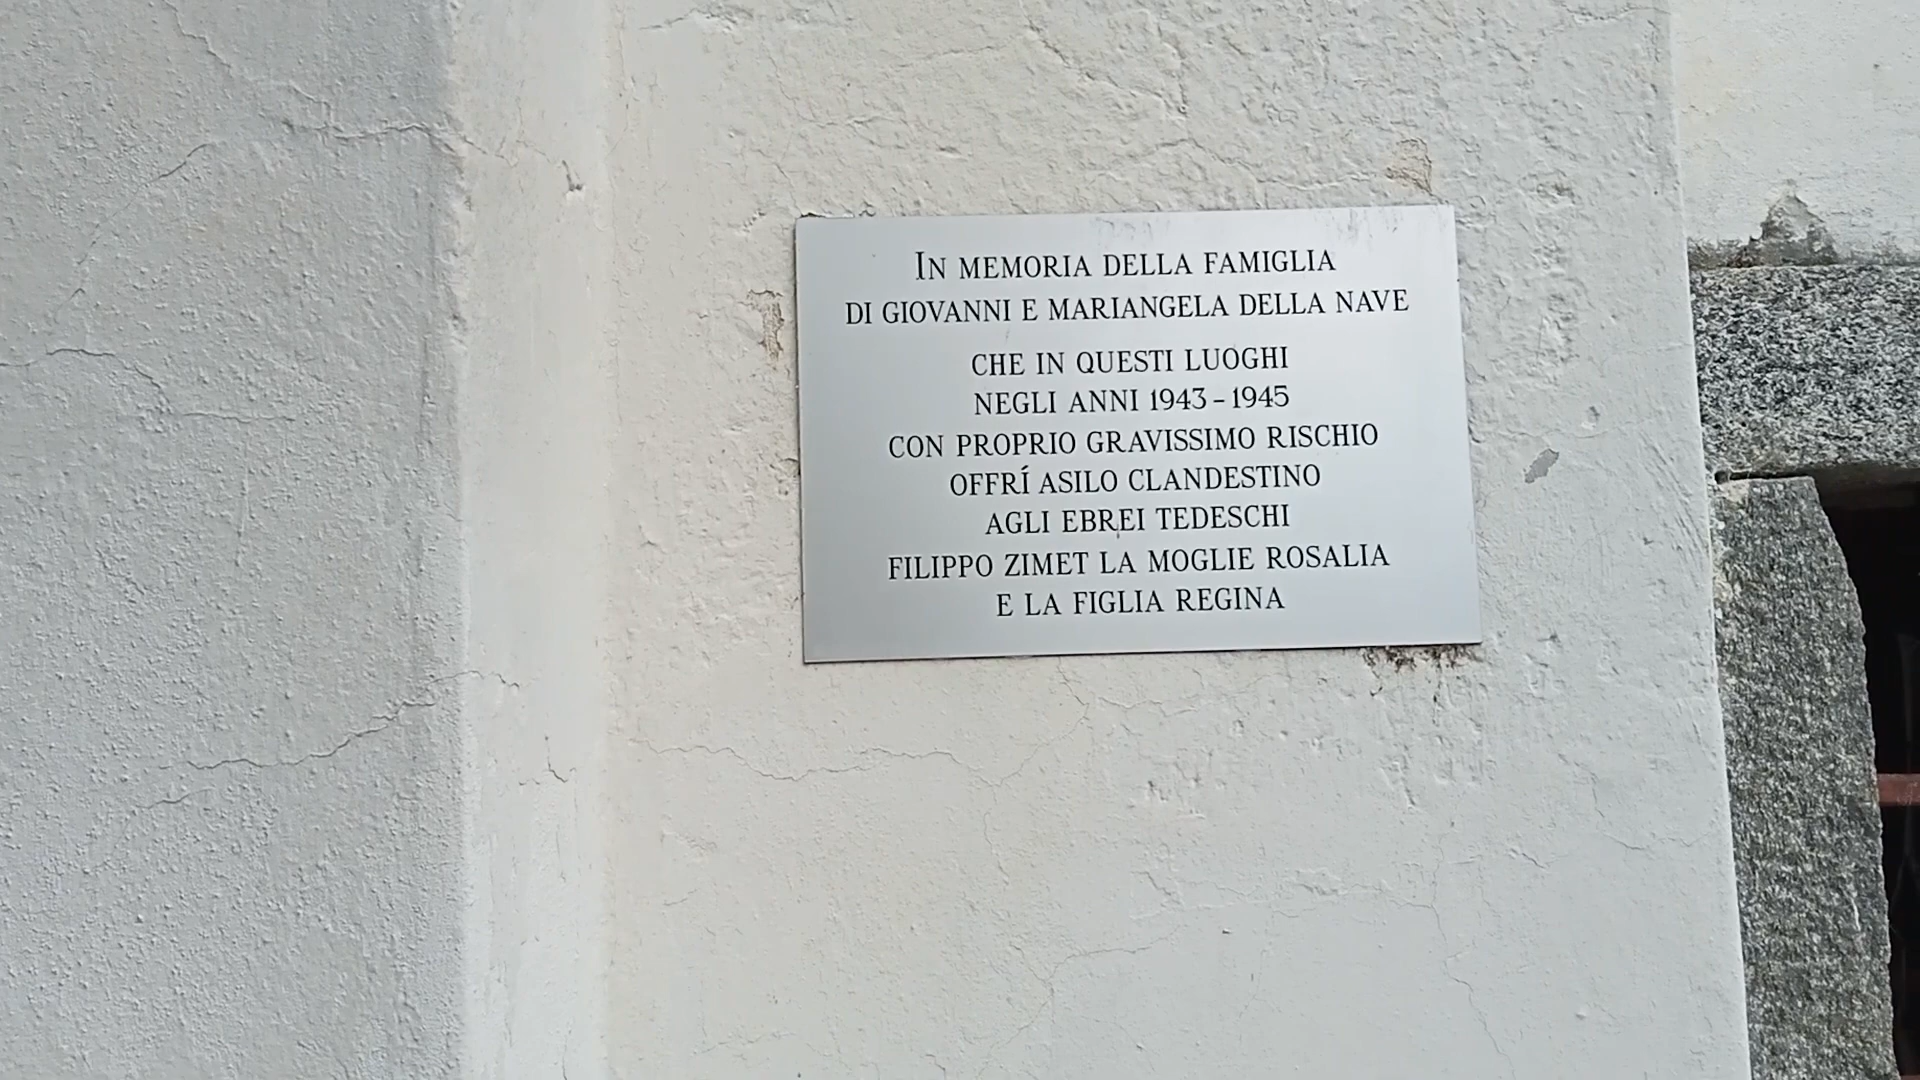 IN MEMORIA DELLA FAMIGLIA
DI GIOVANNI E MARIANGELA DELLA NAVE
CHE IN QUESTI LUOGHI
NEGLI ANNI 1943-1945
CON PROPRIO GRAVISSIMO RISCHIO
OFFRÍ ASILO CLANDESTINO
AGLI EBREI TEDESCHI
FILIPPO ZIMET LA MOGLIE ROSALIA
E LA FIGLIA REGINA